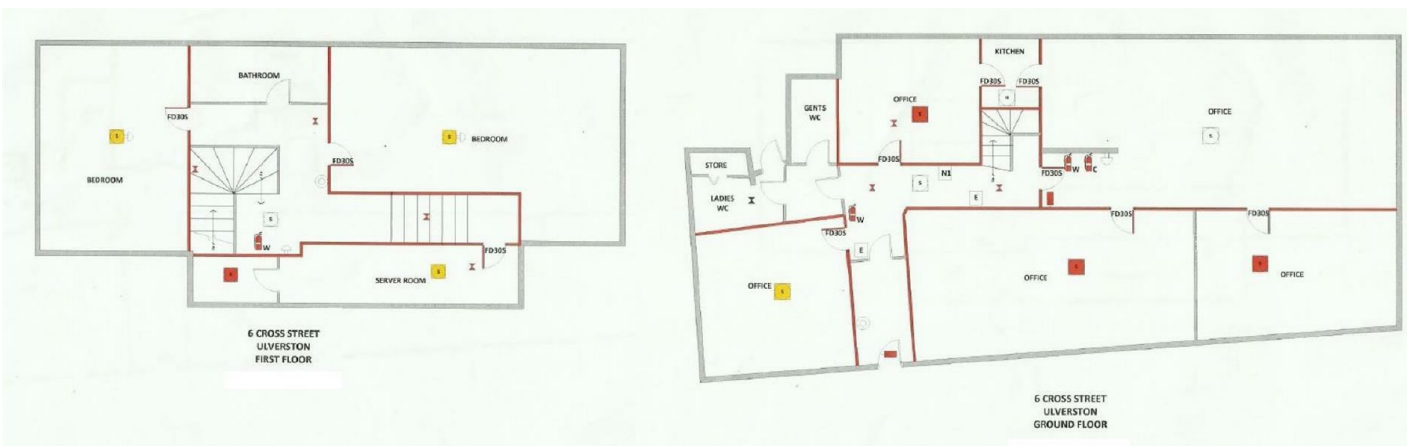 BATHROOM
FD30S
S
S
BEDROOM
FD30S
BEDROOM
S
W
FD30S
S
SERVER ROOM
6 CROSS STREET
ULVERSTON
FIRST FLOOR
KITCHEN
FD30S
FD30S
H
OFFICE
OFFICE
GENTS
WC
S
S
FD30S
STORE
FD30S
W
C
N1
S
LADIES
WC
E
W
FD30S
FD30S
FD30S
E
OFFICE
S
OFFICE
S
OFFICE
6 CROSS STREET
ULVERSTON
GROUND FLOOR